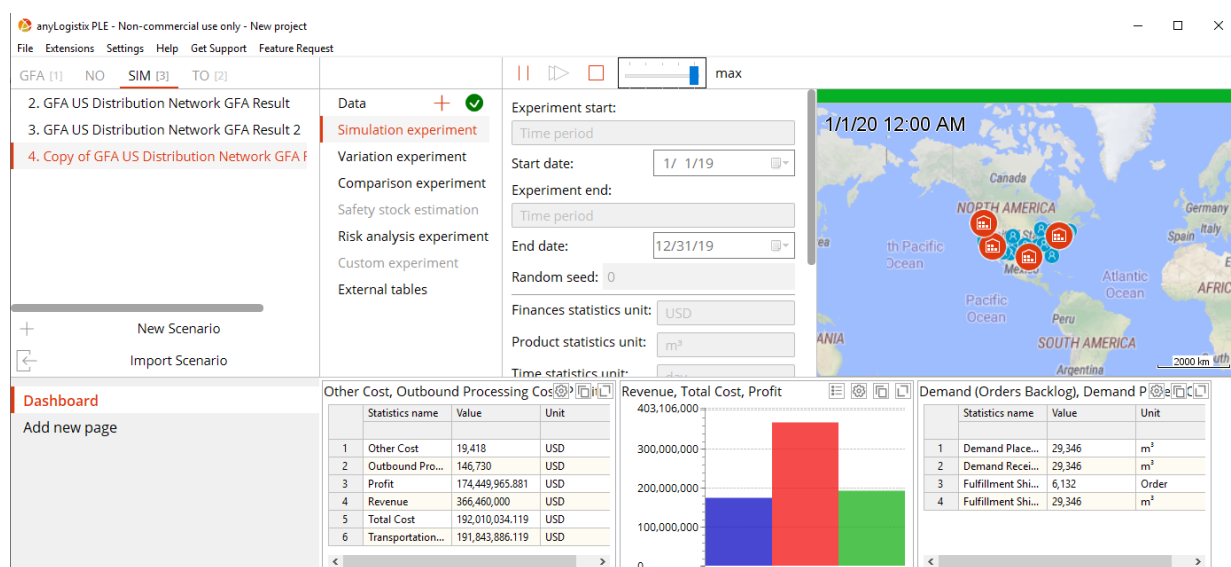 anyLogistix PLE - Non-commercial use only - New project
File Extensions Settings Help Get Support Feature Request
GFA [1] NO SIM [3] TO [2]
2. GFA US Distribution Network GFA Result
3. GFA US Distribution Network GFA Result 2
4. Copy of GFA US Distribution Network GFA
New Scenario
Import Scenario
Data
Simulation experiment
Variation experiment
Comparison experiment
Safety stock estimation
Risk analysis experiment
Custom experiment
External tables
max
Experiment start:
Time period
Start date: 1/ 1/19
Experiment end:
Time period
End date: 12/31/19
Random seed: 0
Finances statistics unit: USD
Product statistics unit: m³
Time statistics unit: day
1/1/20 12:00 AM
Canada
NORTH AMERICA
Germany
Spain Italy
th Pacific
Ocean
Atlantic
Ocean
AFRIC
Pacific
Ocean
Peru
ANIA
SOUTH AMERICA
2000 km
Argentina
Dashboard
Add new page
Other Cost, Outbound Processing Cos
Statistics name Value Unit
1 Other Cost 19,418 USD
2 Outbound Pro... 146,730 USD
3 Profit 174,449,965.881 USD
4 Revenue 366,460,000 USD
5 Total Cost 192,010,034.119 USD
6 Transportation... 191,843,886.119 USD
Revenue, Total Cost, Profit
403,106,000
300,000,000
200,000,000
100,000,000
0
Demand (Orders Backlog), Demand P
Statistics name Value Unit
1 Demand Place... 29,346 m³
2 Demand Recei... 29,346 m³
3 Fulfillment Shi... 6,132 Order
4 Fulfillment Shi... 29,346 m³